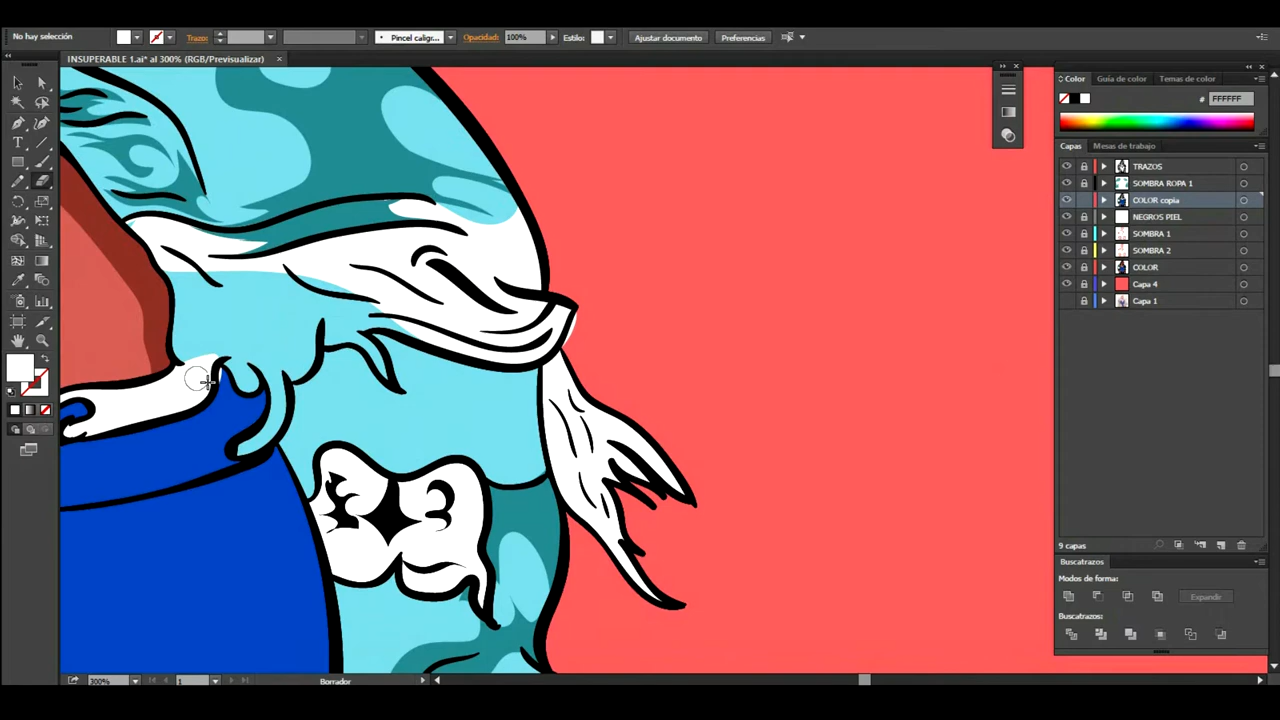 No hay selección
Trazo:
Pincel caligr...
Opacidad:
100%
Estilo:
Ajustar documento
Preferencias
INSUPERABLE 1.ai* al 300% (RGB/Previsualizar)
Color
Guía de color
Temas de color
# FFFFFF
Capas
Mesas de trabajo
TRAZOS
SOMBRA ROPA 1
COLOR copia
NEGROS PIEL
SOMBRA 1
SOMBRA 2
COLOR
Capa 4
Capa 1
9 capas
Buscatrazos
Modos de forma:
Expandir
Buscatrazos:
300%
1
Borrador